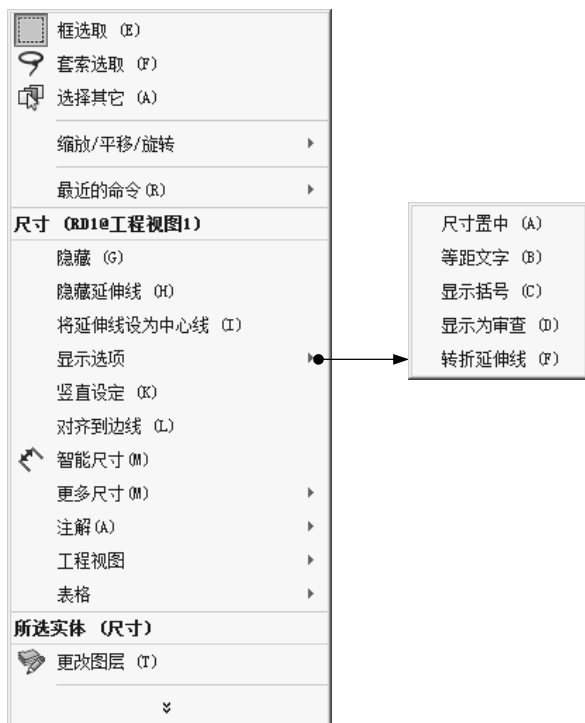 框选取 (E)
套索选取 (F)
选择其它 (A)
缩放/平移/旋转
最近的命令(R)
尺寸 (RD1@工程视图1)
隐藏 (G)
隐藏延伸线 (H)
将延伸线设为中心线 (I)
显示选项
竖直设定 (K)
对齐到边线 (L)
智能尺寸(M)
更多尺寸(M)
注解(A)
工程视图
表格
所选实体 (尺寸)
更改图层 (T)
尺寸置中 (A)
等距文字 (B)
显示括号 (C)
显示为审查 (D)
转折延伸线 (F)